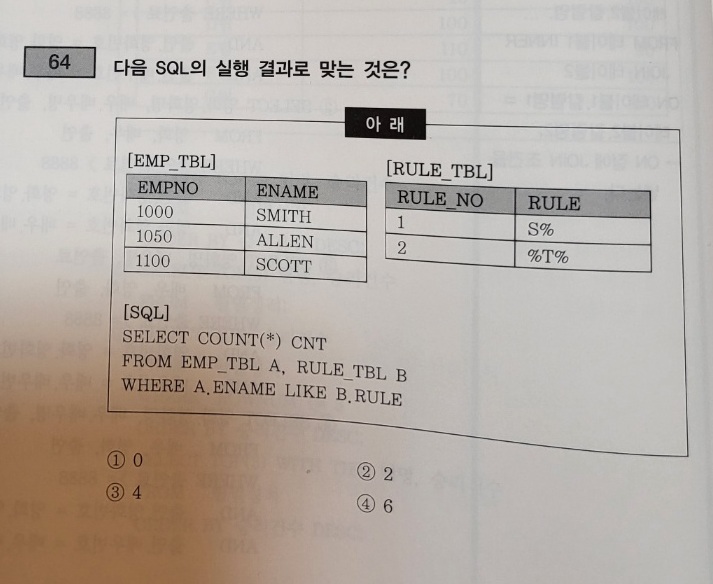 64 다음 SQL의 실행 결과로 맞는 것은?
아 래
[EMP_TBL]
EMPNO ENAME
1000 SMITH
1050 ALLEN
1100 SCOTT
[RULE_TBL]
RULE_NO RULE
1 S%
2 %T%
[SQL]
SELECT COUNT(*) CNT
FROM EMP_TBL A, RULE_TBL B
WHERE A.ENAME LIKE B.RULE
① 0 ② 2
③ 4 ④ 6